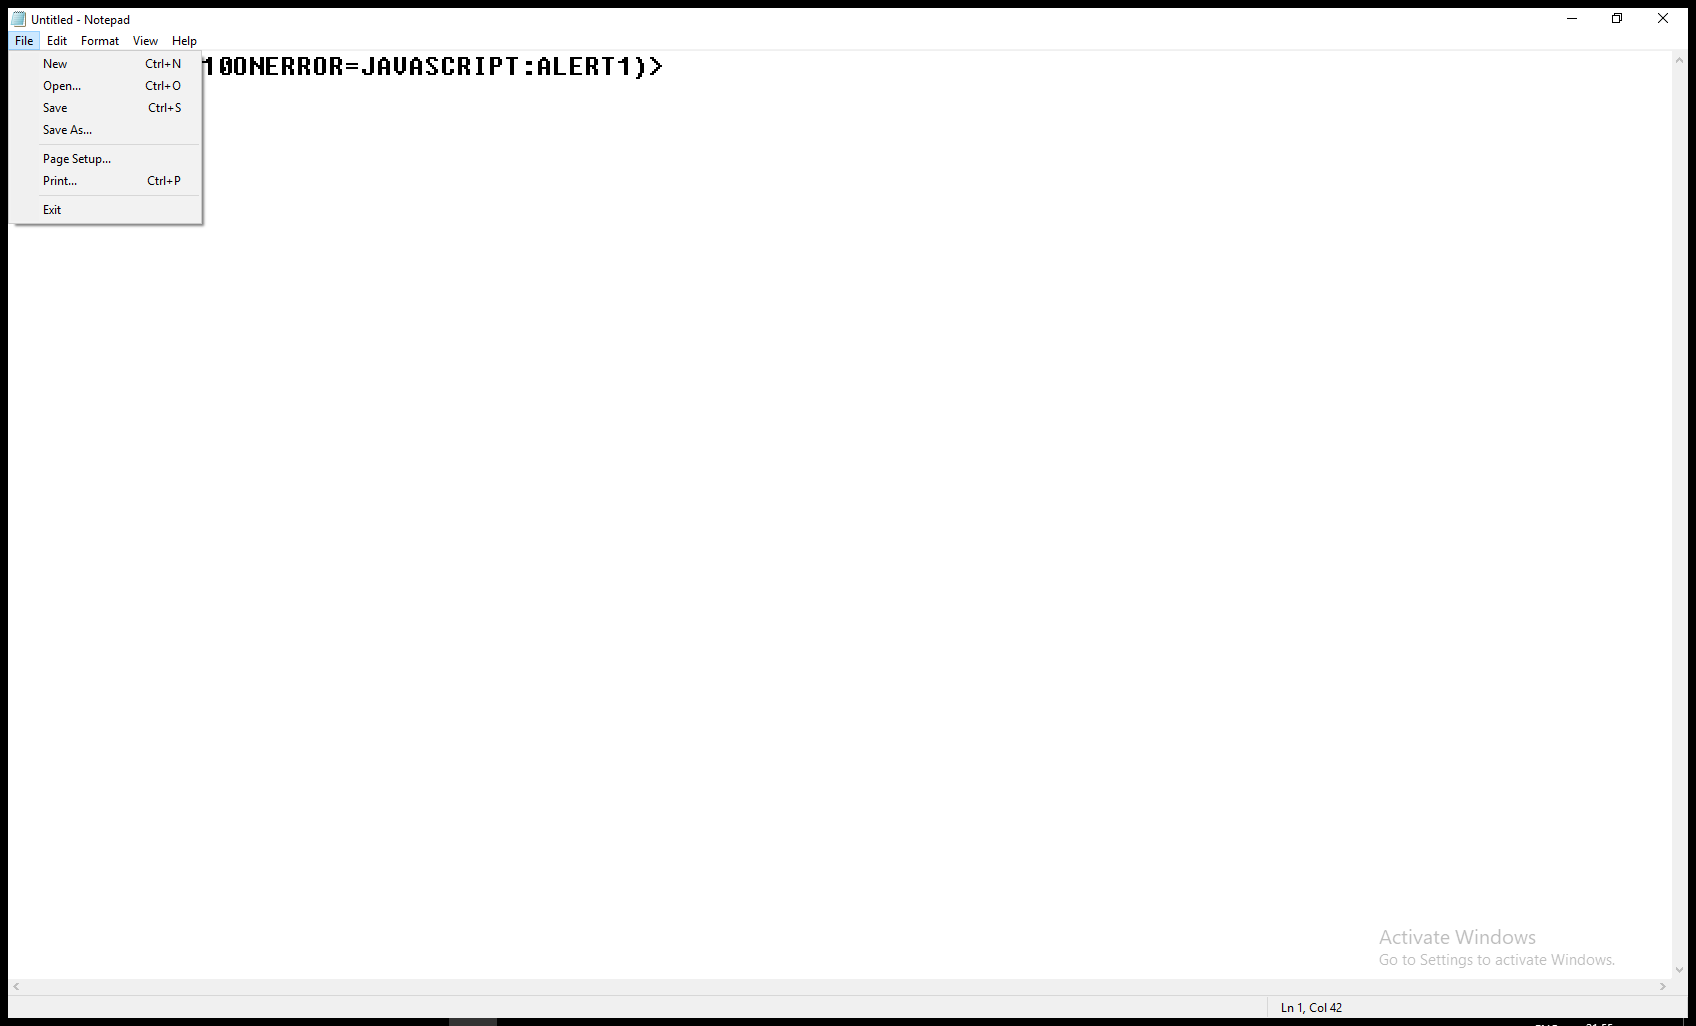 Untitled - Notepad
File Edit Format View Help
New Ctrl+N
Open... Ctrl+O
Save Ctrl+S
Save As...
Page Setup...
Print... Ctrl+P
Exit
10ONERROR=JAVASCRIPT:ALERT1)>
Activate Windows
Go to Settings to activate Windows.
Ln 1, Col 42